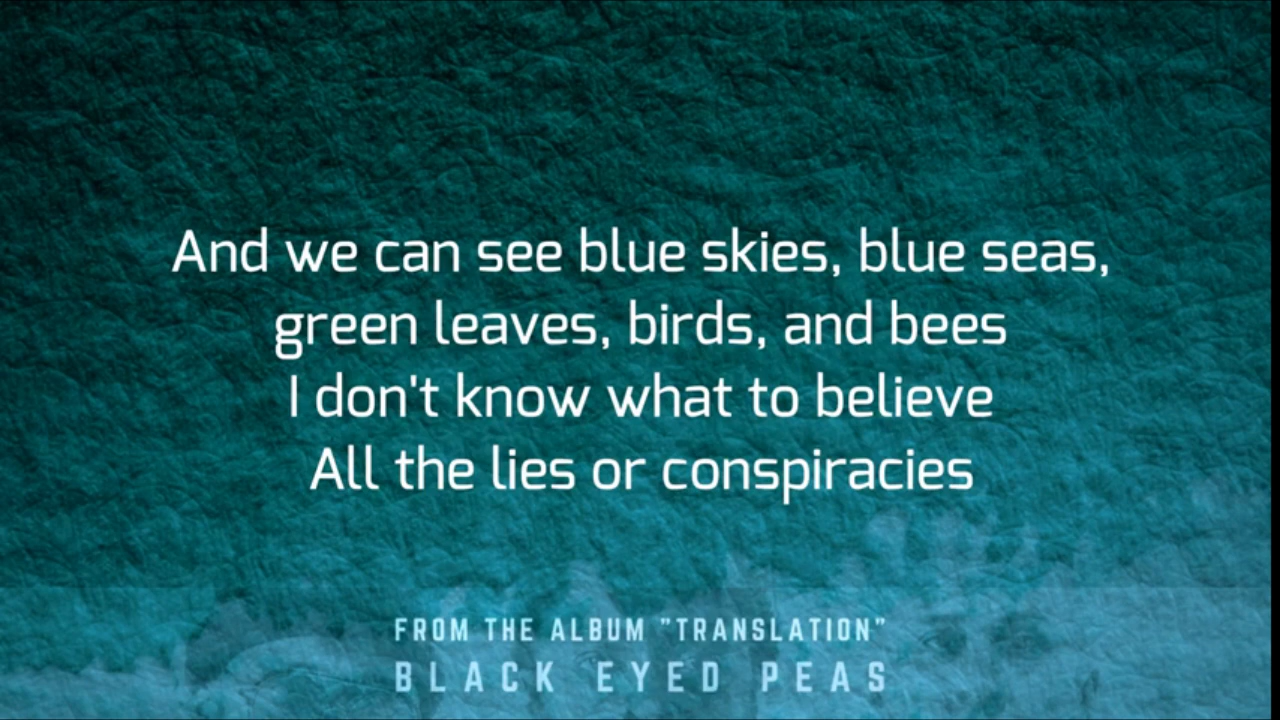 And we can see blue skies, blue seas,
green leaves, birds, and bees
I don't know what to believe
All the lies or conspiracies
FROM THE ALBUM "TRANSLATION"
BLACK EYED PEAS